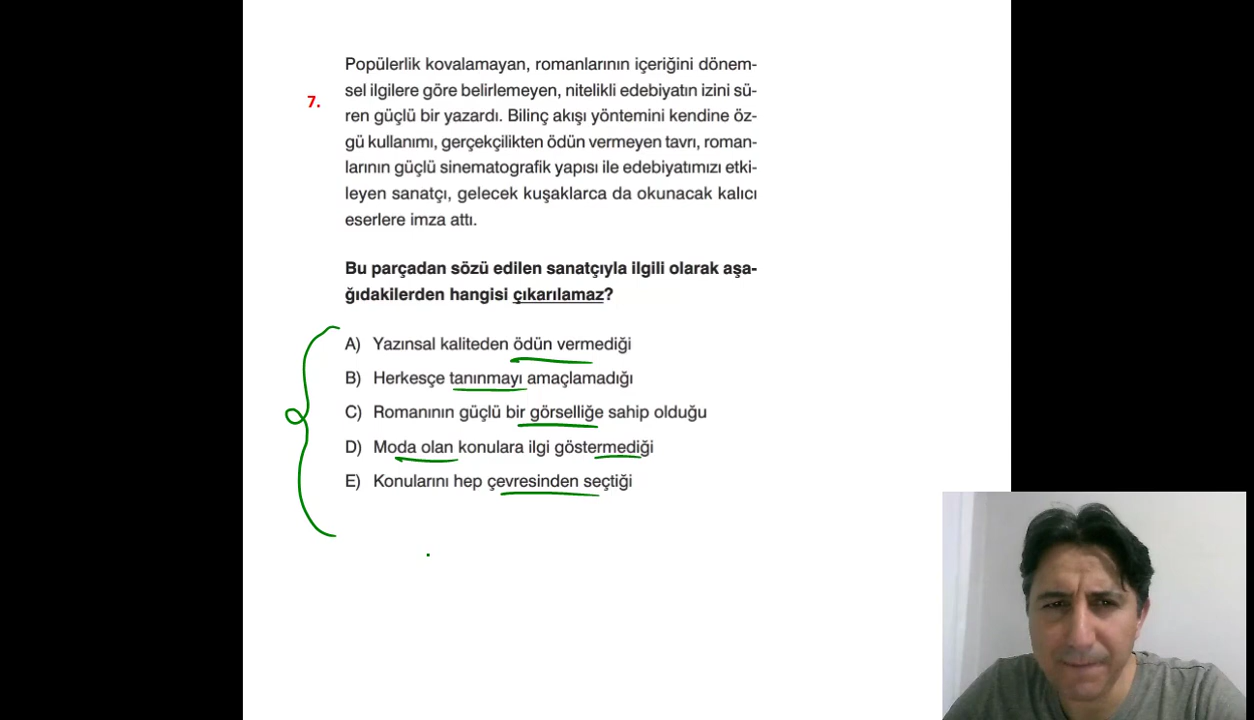 7.
Popülerlik kovalamayan, romanlarının içeriğini dönem-
sel ilgilere göre belirlemeyen, nitelikli edebiyatın izini sü-
ren güçlü bir yazardı. Bilinç akışı yöntemini kendine öz-
gü kullanımı, gerçekçilikten ödün vermeyen tavrı, roman-
larının güçlü sinematografik yapısı ile edebiyatımızı etki-
leyen sanatçı, gelecek kuşaklarca da okunacak kalıcı
eserlere imza attı.
Bu parçadan sözü edilen sanatçıyla ilgili olarak aşa-
ğıdakilerden hangisi çıkarılamaz?
A) Yazınsal kaliteden ödün vermediği
B) Herkesçe tanınmayı amaçlamadığı
C) Romanının güçlü bir görselliğe sahip olduğu
D) Moda olan konulara ilgi göstermediği
E) Konularını hep çevresinden seçtiği